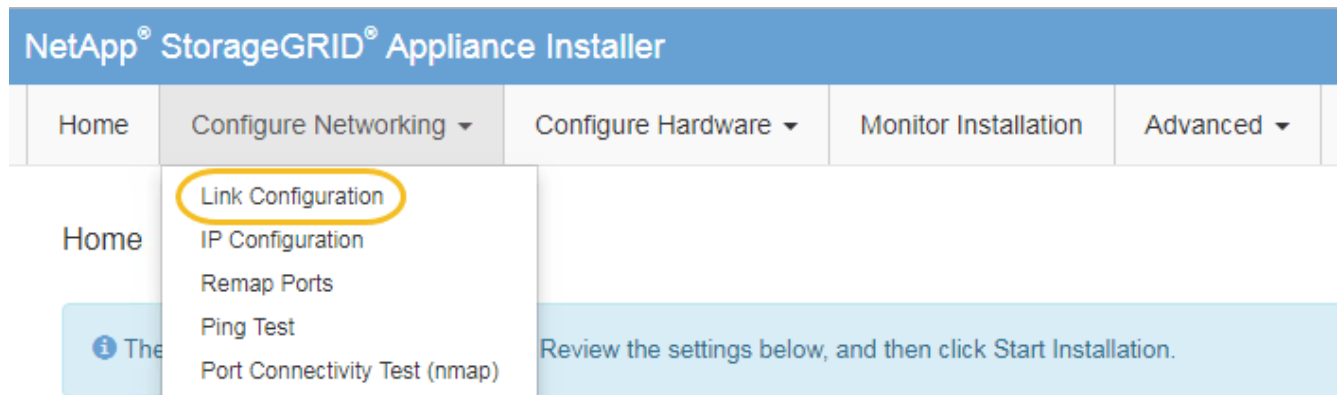 NetApp® StorageGRID® Appliance Installer
Home Configure Networking Configure Hardware Monitor Installation Advanced
Link Configuration
Home
IP Configuration
Remap Ports
Ping Test
The
Review the settings below, and then click Start Installation.
Port Connectivity Test (nmap)